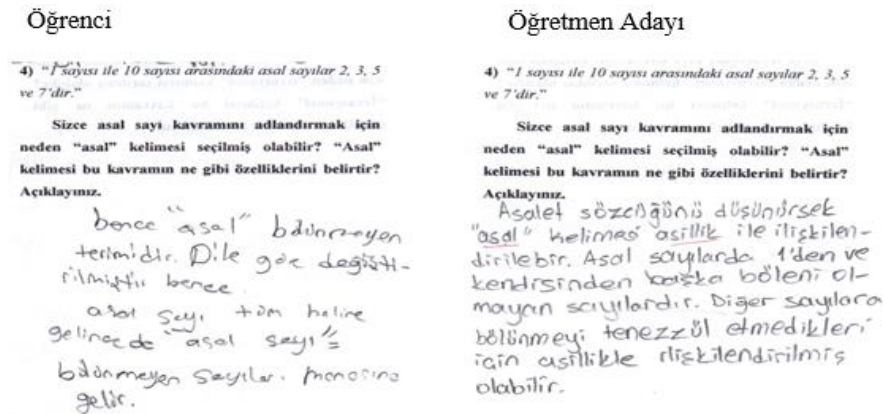 Öğrenci
4) "1 sayısı ile 10 sayısı arasındaki asal sayılar 2, 3, 5
ve 7'dir."
Sizce asal sayı kavramını adlandırmak için
neden "asal" kelimesi seçilmiş olabilir? "Asal"
kelimesi bu kavramın ne gibi özelliklerini belirtir?
Açıklayınız.
bence "asal" bölünmeyen
terimidir. Dile göre değişti-
rilmiştir bence.
asal sayı tüm haline
gelince de "asal sayı" =
bölünmeyen sayılar. manasına
gelir.
Öğretmen Adayı
4) "1 sayısı ile 10 sayısı arasındaki asal sayılar 2, 3, 5
ve 7'dir."
Sizce asal sayı kavramını adlandırmak için
neden "asal" kelimesi seçilmiş olabilir? "Asal"
kelimesi bu kavramın ne gibi özelliklerini belirtir?
Açıklayınız.
Asalet sözcüğünü düşünürsek
"asal" kelimesi asillik ile ilişkilen-
dirilebir. Asal sayılarda 1'den ve
kendisinden başka böleni ol-
mayan sayılardır. Diğer sayılara
bölünmeyi tenezzül etmedikleri
için asillikle ilişkilendirilmiş
olabilir.